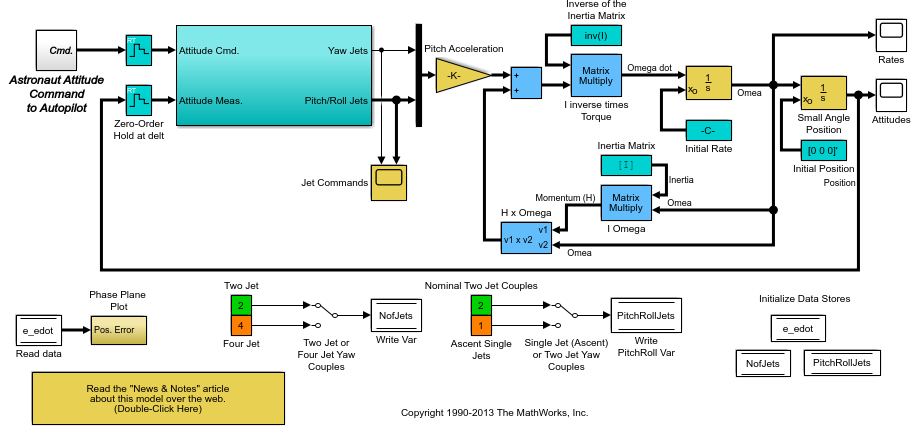 Cmd.
Astronaut Attitude
Command
to Autopilot
RT
RT
Zero-Order
Hold at delt
Attitude Cmd.
Yaw Jets
Attitude Meas.
Pitch/Roll Jets
Jet Commands
Pitch Acceleration
-K-
+
+
Inverse of the
Inertia Matrix
inv(I)
Matrix
Multiply
I inverse times
Torque
Omega dot
1
s
xo
Omea
-C-
Initial Rate
1
s
xo
Small Angle
Position
[0 0 0]'
Initial Position
Position
Rates
Attitudes
Inertia Matrix
[I]
Inertia
Matrix
Multiply
I Omega
Omea
Momentum (H)
H x Omega
v1 x v2
v1
v2
Omea
Phase Plane
Plot
e_edot
Read data
Pos. Error
Two Jet
2
4
Four Jet
Two Jet or
Four Jet Yaw
Couples
NofJets
Write Var
Nominal Two Jet Couples
2
1
Ascent Single
Jets
Single Jet (Ascent)
or Two Jet Yaw
Couples
PitchRollJets
Write
PitchRoll Var
Initialize Data Stores
e_edot
NofJets
PitchRollJets
Read the "News & Notes" article
about this model over the web.
(Double-Click Here)
Copyright 1990-2013 The MathWorks, Inc.